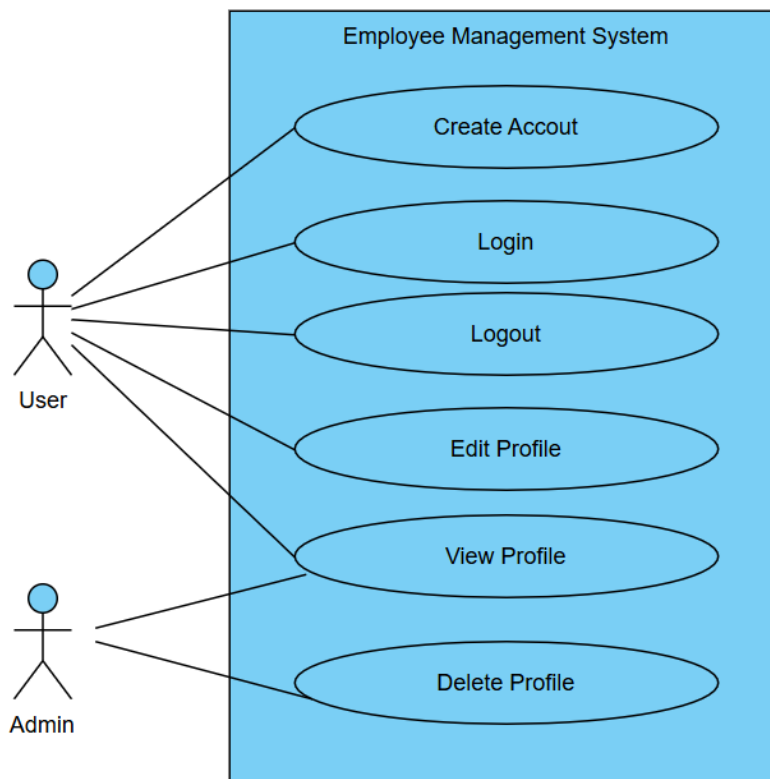 Employee Management System
Create Accout
Login
Logout
User
Edit Profile
View Profile
Delete Profile
Admin